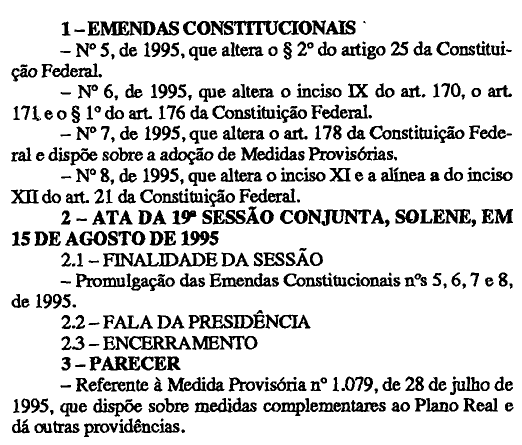 1 – EMENDAS CONSTITUCIONAIS
– Nº 5, de 1995, que altera o § 2º do artigo 25 da Constitui-
ção Federal.
– Nº 6, de 1995, que altera o inciso IX do art. 170, o art.
171 e o § 1º do art. 176 da Constituição Federal.
– Nº 7, de 1995, que altera o art. 178 da Constituição Fede-
ral e dispõe sobre a adoção de Medidas Provisórias.
– Nº 8, de 1995, que altera o inciso XI e a alínea a do inciso
XII do art. 21 da Constituição Federal.
2 – ATA DA 19ª SESSÃO CONJUNTA, SOLENE, EM
15 DE AGOSTO DE 1995
2.1 – FINALIDADE DA SESSÃO
– Promulgação das Emendas Constitucionais nºs 5, 6, 7 e 8,
de 1995.
2.2 – FALA DA PRESIDÊNCIA
2.3 – ENCERRAMENTO
3 – PARECER
– Referente à Medida Provisória nº 1.079, de 28 de julho de
1995, que dispõe sobre medidas complementares ao Plano Real e
dá outras providências.